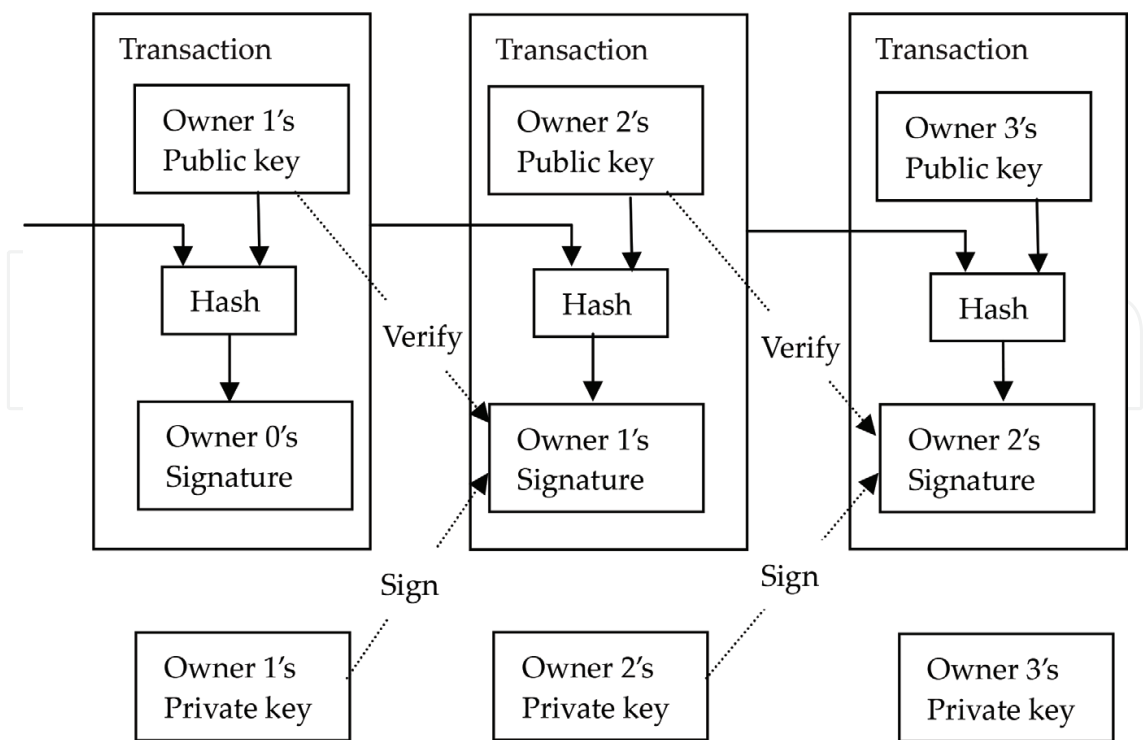 Transaction
Owner 1's
Public key
Hash
Owner 0's
Signature
Transaction
Owner 2's
Public key
Hash
Owner 1's
Signature
Transaction
Owner 3's
Public key
Hash
Owner 2's
Signature
Verify
Verify
Sign
Sign
Owner 1's
Private key
Owner 2's
Private key
Owner 3's
Private key